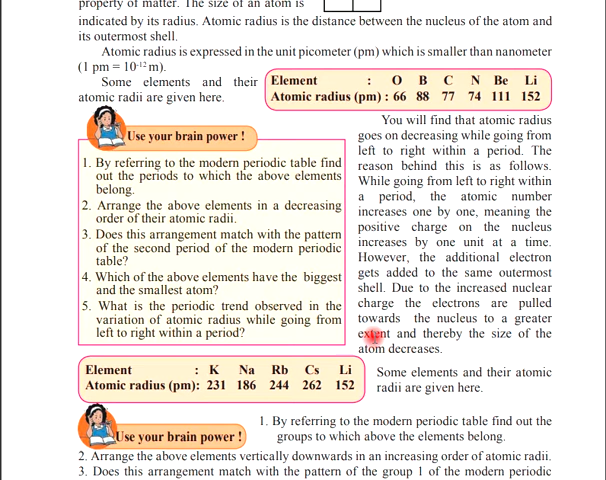 property of matter. The size of an atom is
indicated by its radius. Atomic radius is the distance between the nucleus of the atom and
its outermost shell.
Atomic radius is expressed in the unit picometer (pm) which is smaller than nanometer
(1 pm = 10⁻¹² m).
Some elements and their
atomic radii are given here.
Element : O B C N Be Li
Atomic radius (pm) : 66 88 77 74 111 152
Use your brain power !
1. By referring to the modern periodic table find
out the periods to which the above elements
belong.
2. Arrange the above elements in a decreasing
order of their atomic radii.
3. Does this arrangement match with the pattern
of the second period of the modern periodic
table?
4. Which of the above elements have the biggest
and the smallest atom?
5. What is the periodic trend observed in the
variation of atomic radius while going from
left to right within a period?
You will find that atomic radius
goes on decreasing while going from
left to right within a period. The
reason behind this is as follows.
While going from left to right within
a period, the atomic number
increases one by one, meaning the
positive charge on the nucleus
increases by one unit at a time.
However, the additional electron
gets added to the same outermost
shell. Due to the increased nuclear
charge the electrons are pulled
towards the nucleus to a greater
extent and thereby the size of the
atom decreases.
Element : K Na Rb Cs Li
Atomic radius (pm): 231 186 244 262 152
Some elements and their atomic
radii are given here.
Use your brain power !
1. By referring to the modern periodic table find out the
groups to which above the elements belong.
2. Arrange the above elements vertically downwards in an increasing order of atomic radii.
3. Does this arrangement match with the pattern of the group 1 of the modern periodic